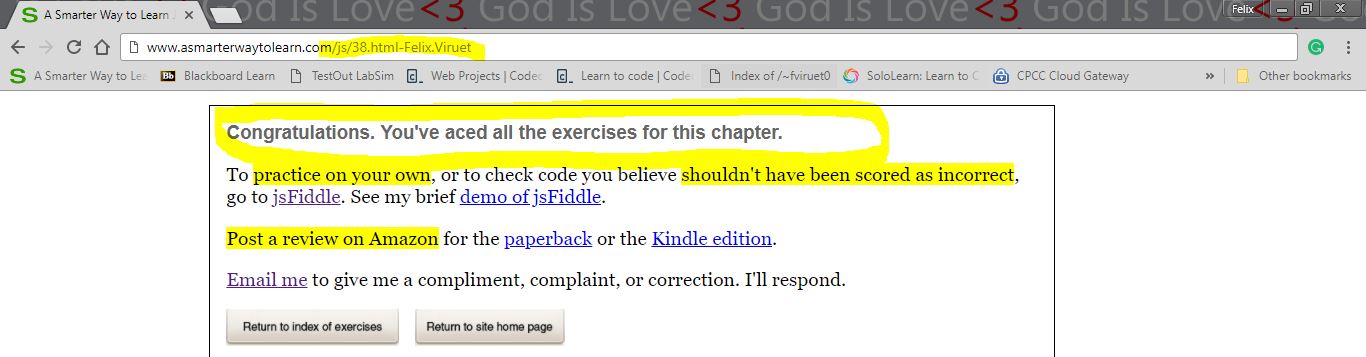 God Is Love<3 God Is Love<3 God Is Love<3 Go
A Smarter Way to Learn J
Felix
www.asmarterwaytolearn.com/js/38.html-Felix.Viruet
A Smarter Way to Le Blackboard Learn TestOut LabSim Web Projects | Codec Learn to code | Code Index of /~fviruet0 SoloLearn: Learn to C CPCC Cloud Gateway » Other bookmarks
Congratulations. You've aced all the exercises for this chapter.
To practice on your own, or to check code you believe shouldn't have been scored as incorrect,
go to jsFiddle. See my brief demo of jsFiddle.
Post a review on Amazon for the paperback or the Kindle edition.
Email me to give me a compliment, complaint, or correction. I'll respond.
Return to index of exercises Return to site home page